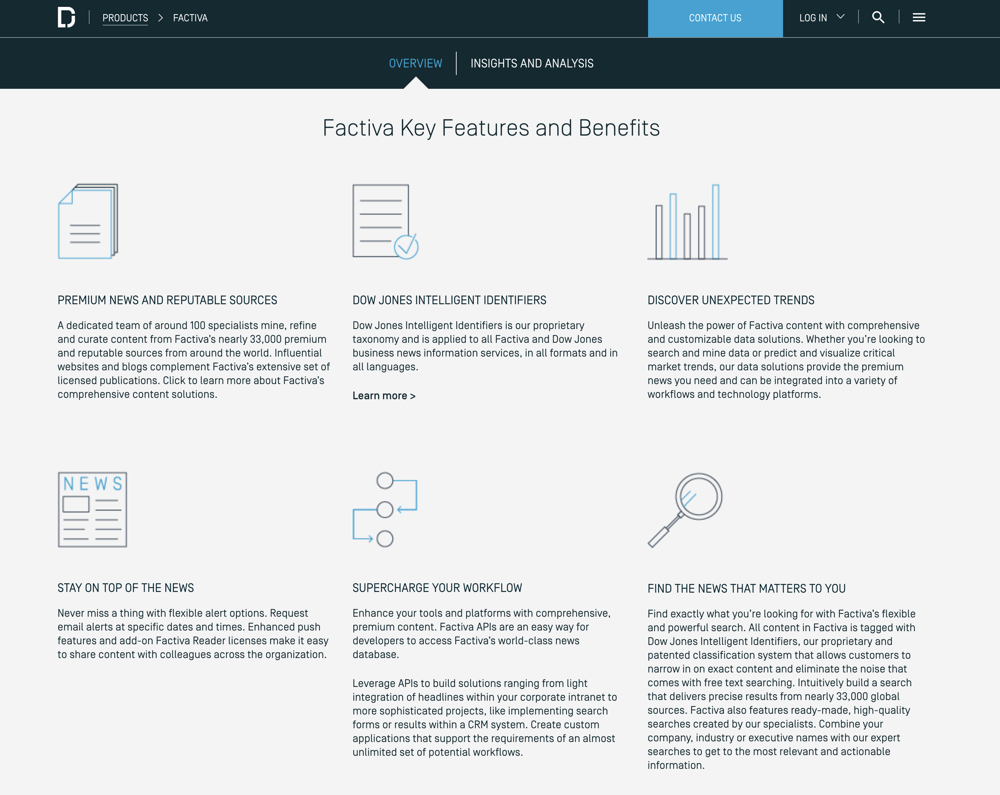 PRODUCTS > FACTIVA
CONTACT US
LOG IN
OVERVIEW
INSIGHTS AND ANALYSIS
Factiva Key Features and Benefits
PREMIUM NEWS AND REPUTABLE SOURCES
A dedicated team of around 100 specialists mine, refine
and curate content from Factiva’s nearly 33,000 premium
and reputable sources from around the world. Influential
websites and blogs complement Factiva’s extensive set of
licensed publications. Click to learn more about Factiva’s
comprehensive content solutions.
DOW JONES INTELLIGENT IDENTIFIERS
Dow Jones Intelligent Identifiers is our proprietary
taxonomy and is applied to all Factiva and Dow Jones
business news information services, in all formats and in
all languages.
Learn more >
DISCOVER UNEXPECTED TRENDS
Unleash the power of Factiva content with comprehensive
and customizable data solutions. Whether you’re looking to
search and mine data or predict and visualize critical
market trends, our data solutions provide the premium
news you need and can be integrated into a variety of
workflows and technology platforms.
NEWS
STAY ON TOP OF THE NEWS
Never miss a thing with flexible alert options. Request
email alerts at specific dates and times. Enhanced push
features and add-on Factiva Reader licenses make it easy
to share content with colleagues across the organization.
SUPERCHARGE YOUR WORKFLOW
Enhance your tools and platforms with comprehensive,
premium content. Factiva APIs are an easy way for
developers to access Factiva’s world-class news
database.
Leverage APIs to build solutions ranging from light
integration of headlines within your corporate intranet to
more sophisticated projects, like implementing search
forms or results within a CRM system. Create custom
applications that support the requirements of an almost
unlimited set of potential workflows.
FIND THE NEWS THAT MATTERS TO YOU
Find exactly what you’re looking for with Factiva’s flexible
and powerful search. All content in Factiva is tagged with
Dow Jones Intelligent Identifiers, our proprietary and
patented classification system that allows customers to
narrow in on exact content and eliminate the noise that
comes with free text searching. Intuitively build a search
that delivers precise results from nearly 33,000 global
sources. Factiva also features ready-made, high-quality
searches created by our specialists. Combine your
company, industry or executive names with our expert
searches to get to the most relevant and actionable
information.